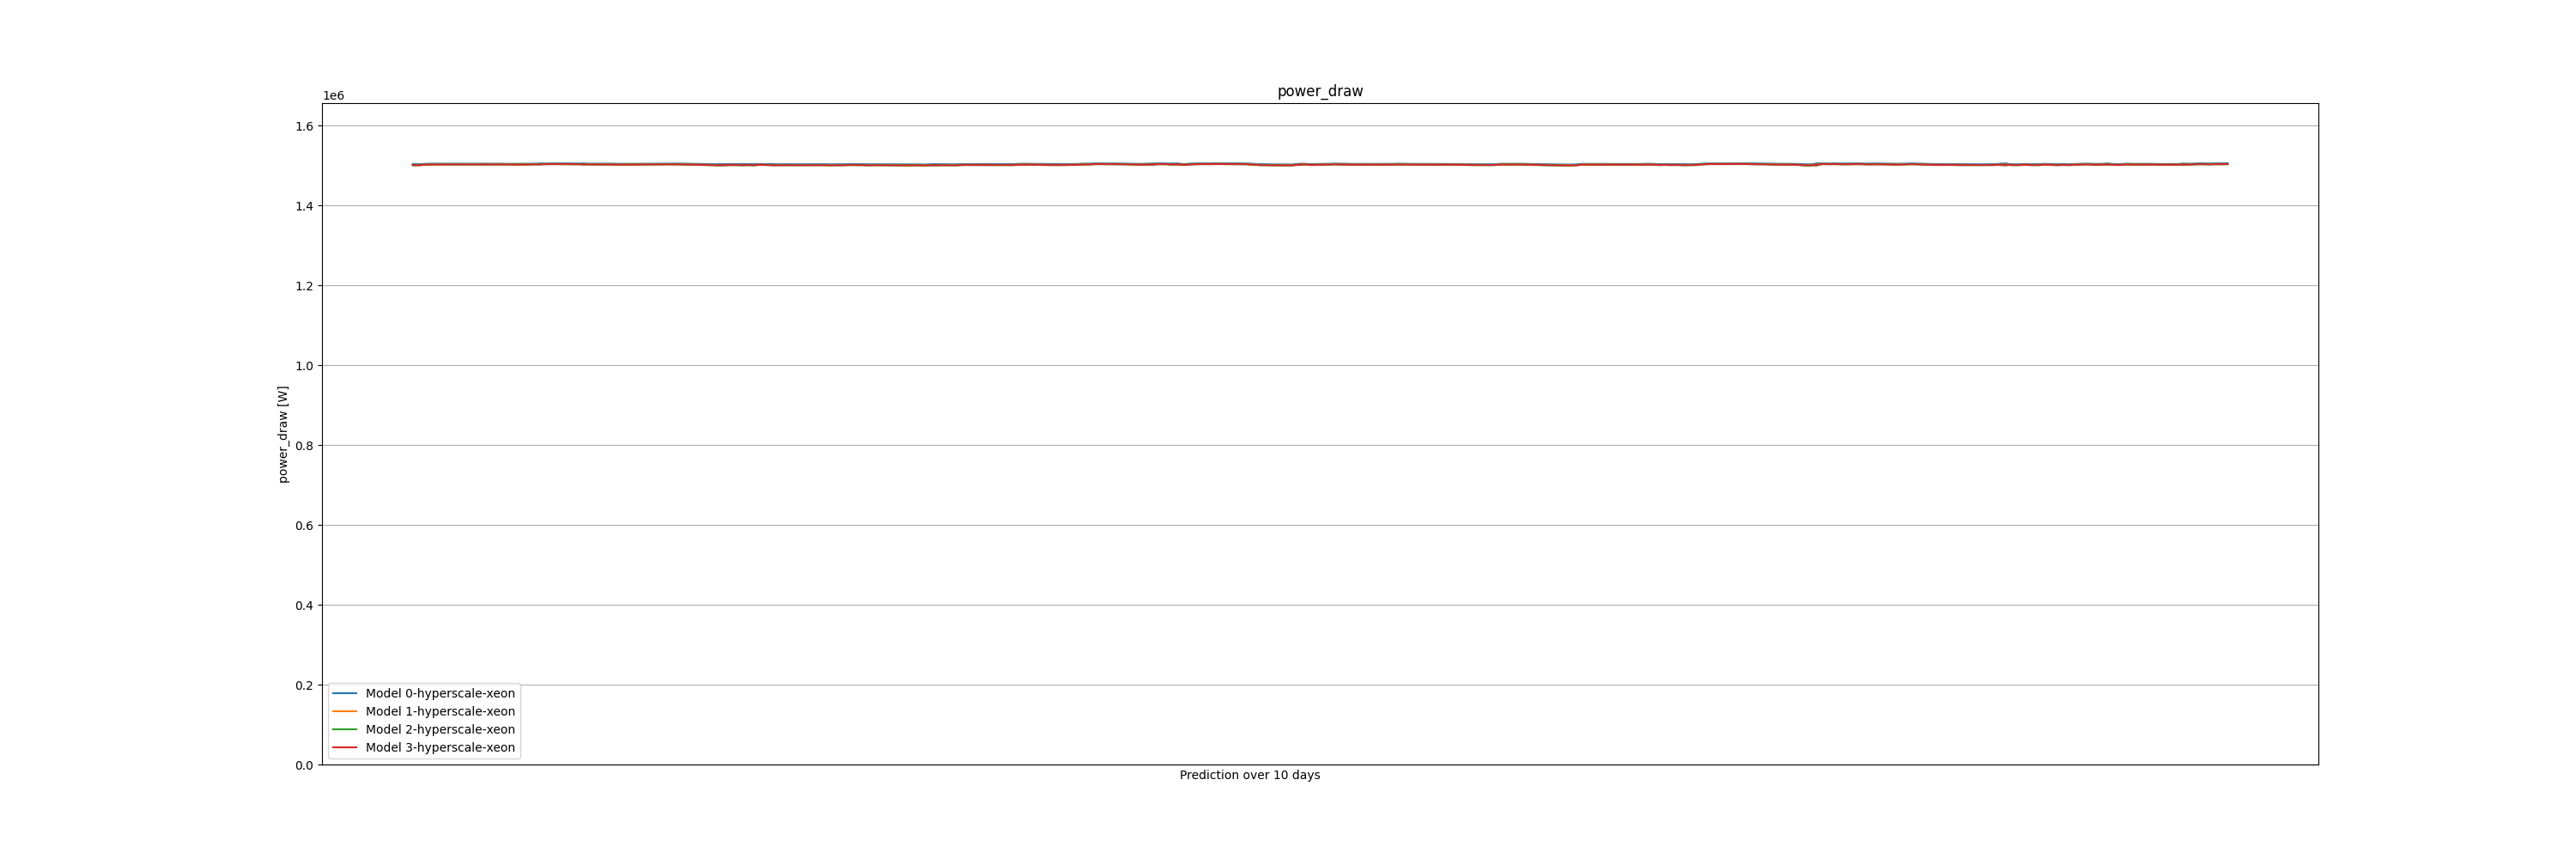 power_draw
1e6
1.6
1.4
1.2
1.0
0.8
0.6
0.4
0.2
0.0
power_draw [W]
Model 0-hyperscale-xeon
Model 1-hyperscale-xeon
Model 2-hyperscale-xeon
Model 3-hyperscale-xeon
Prediction over 10 days